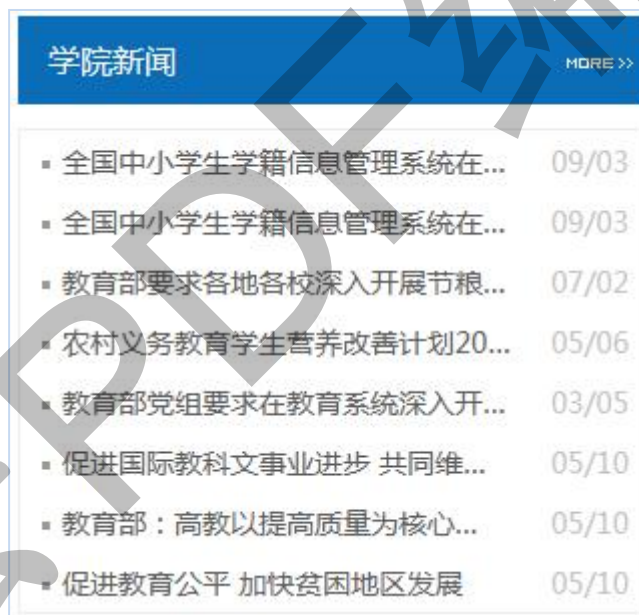 学院新闻 MORE >>
▪ 全国中小学生学籍信息管理系统在... 09/03
▪ 全国中小学生学籍信息管理系统在... 09/03
▪ 教育部要求各地各校深入开展节粮... 07/02
▪ 农村义务教育学生营养改善计划20... 05/06
▪ 教育部党组要求在教育系统深入开... 03/05
▪ 促进国际教科文事业进步 共同维... 05/10
▪ 教育部：高教以提高质量为核心... 05/10
▪ 促进教育公平 加快贫困地区发展 05/10
PDF